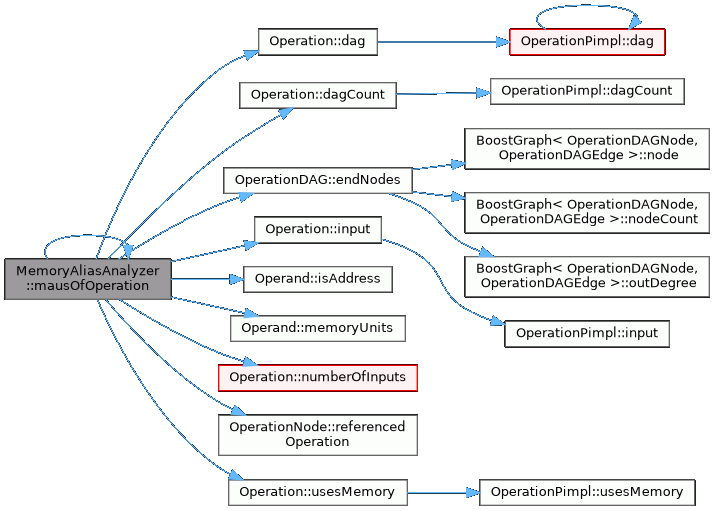 MemoryAliasAnalyzer
::mausOfOperation
Operation::dag
OperationPimpl::dag
Operation::dagCount
OperationPimpl::dagCount
OperationDAG::endNodes
BoostGraph< OperationDAGNode,
OperationDAGEdge >::node
BoostGraph< OperationDAGNode,
OperationDAGEdge >::nodeCount
BoostGraph< OperationDAGNode,
OperationDAGEdge >::outDegree
Operation::input
OperationPimpl::input
Operand::isAddress
Operand::memoryUnits
Operation::numberOfInputs
OperationNode::referenced
Operation
Operation::usesMemory
OperationPimpl::usesMemory